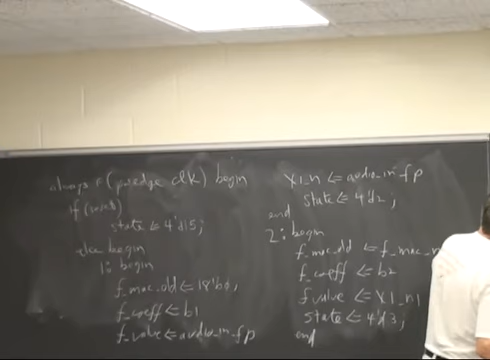 always @(posedge clk) begin
if (reset)
state <= 4'd15;
else begin
1: begin
f_mac_old <= 18'b0;
f_coeff <= b1
f_value <= audio_in_fp
x1_n <= audio_in_fp
state <= 4'd2;
end
2: begin
f_mac_old <= f_mac_n
f_coeff <= b2
f_value <= x1_n1
state <= 4'd3;
end